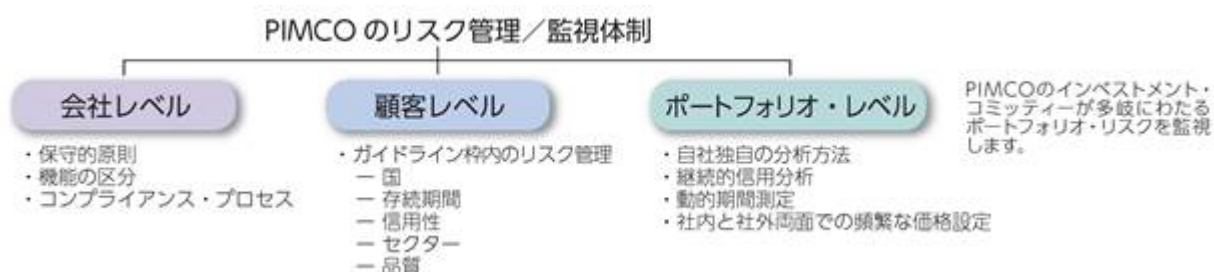 PIMCO のリスク管理／監視体制
会社レベル
・保守的原則
・機能の区分
・コンプライアンス・プロセス
顧客レベル
・ガイドライン枠内のリスク管理
— 国
— 存続期間
— 信用性
— セクター
— 品質
ポートフォリオ・レベル
・自社独自の分析方法
・継続的信用分析
・動的期間測定
・社内と社外両面での頻繁な価格設定
PIMCOのインベストメント・
コミッティーが多岐にわたる
ポートフォリオ・リスクを監視
します。